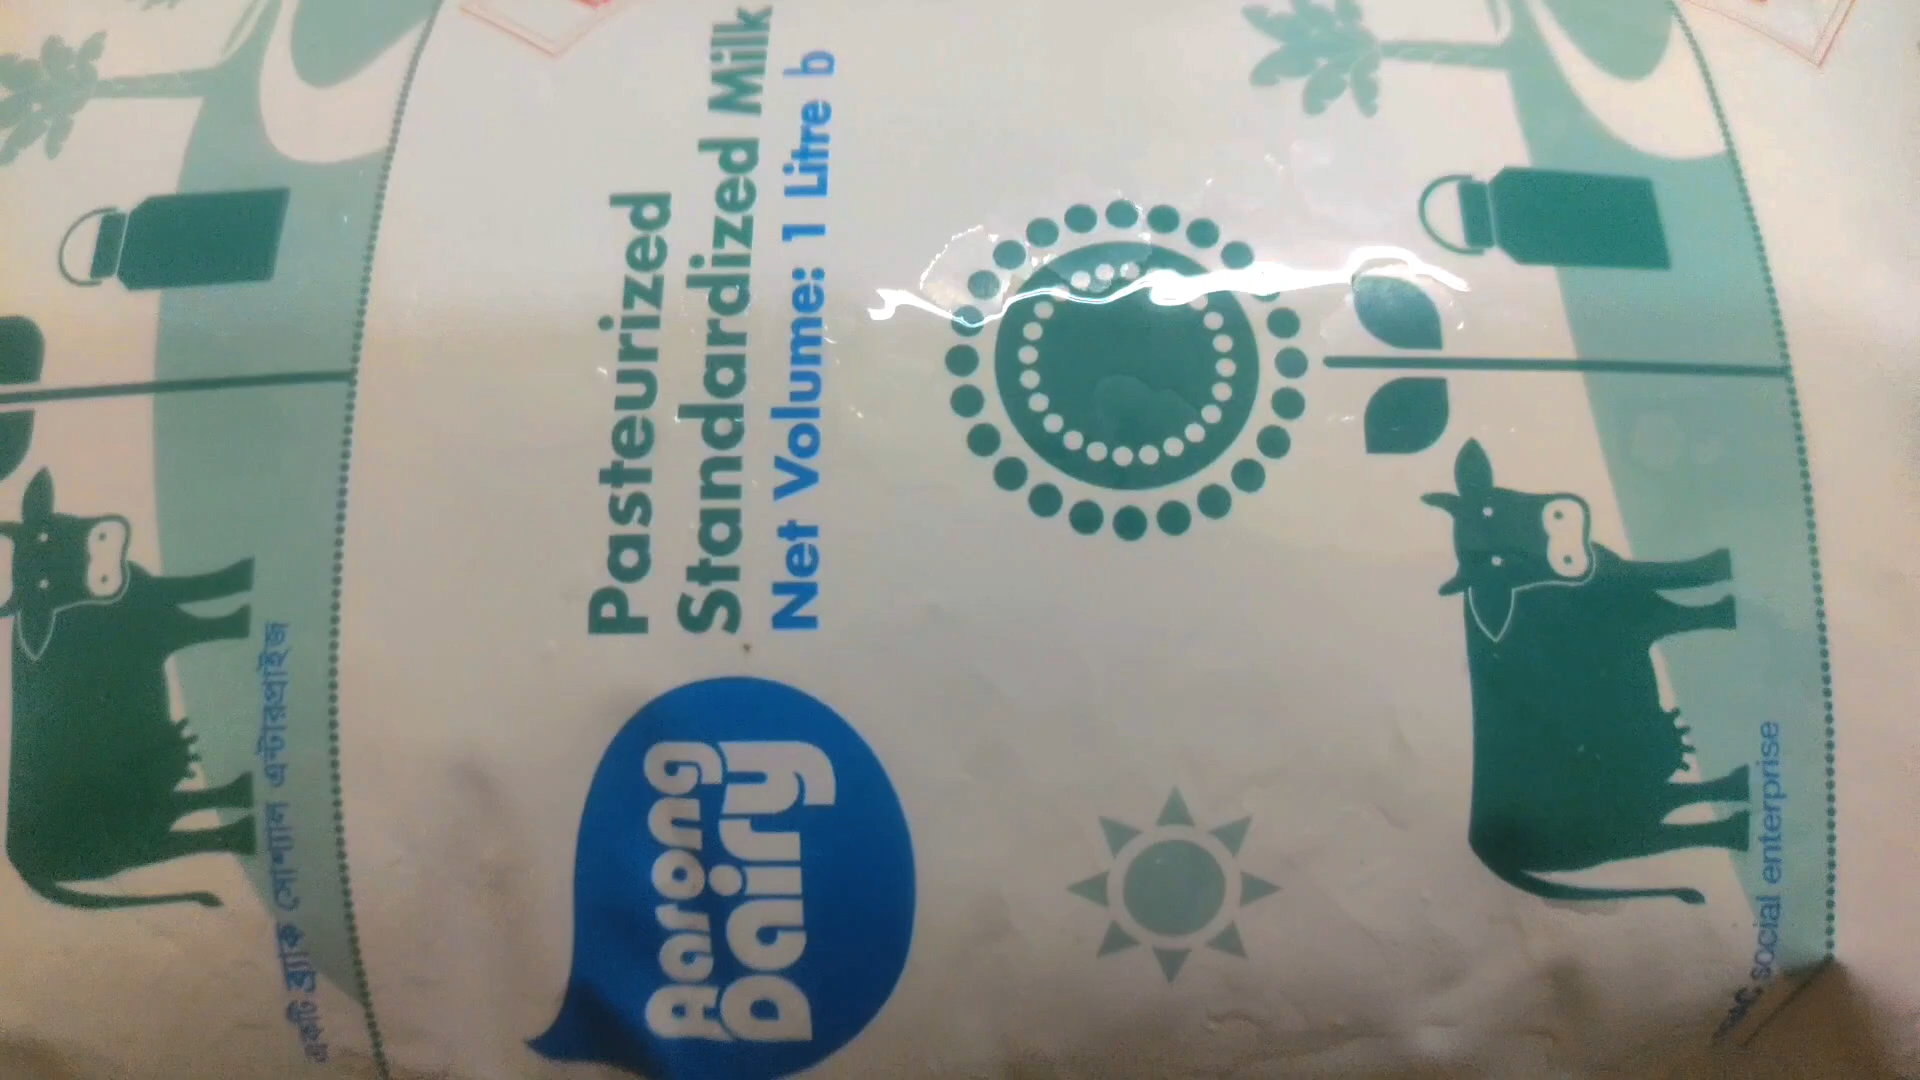 Aarong
Dairy
Pasteurized
Standardized Milk
Net Volume: 1 Litre b
একটি ব্র্যাক সোশ্যাল এন্টারপ্রাইজ
social enterprise